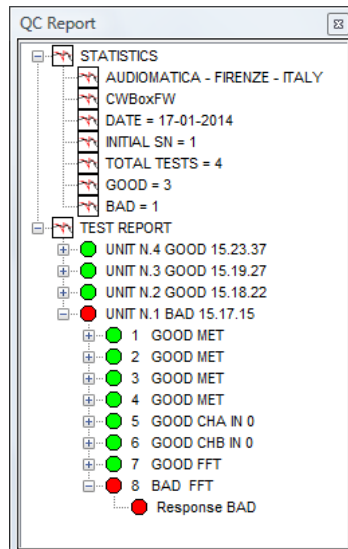 QC Report
STATISTICS
AUDIOMATICA - FIRENZE - ITALY
CWBoxFW
DATE = 17-01-2014
INITIAL SN = 1
TOTAL TESTS = 4
GOOD = 3
BAD = 1
TEST REPORT
UNIT N.4 GOOD 15.23.37
UNIT N.3 GOOD 15.19.27
UNIT N.2 GOOD 15.18.22
UNIT N.1 BAD 15.17.15
1 GOOD MET
2 GOOD MET
3 GOOD MET
4 GOOD MET
5 GOOD CHA IN 0
6 GOOD CHB IN 0
7 GOOD FFT
8 BAD FFT
Response BAD